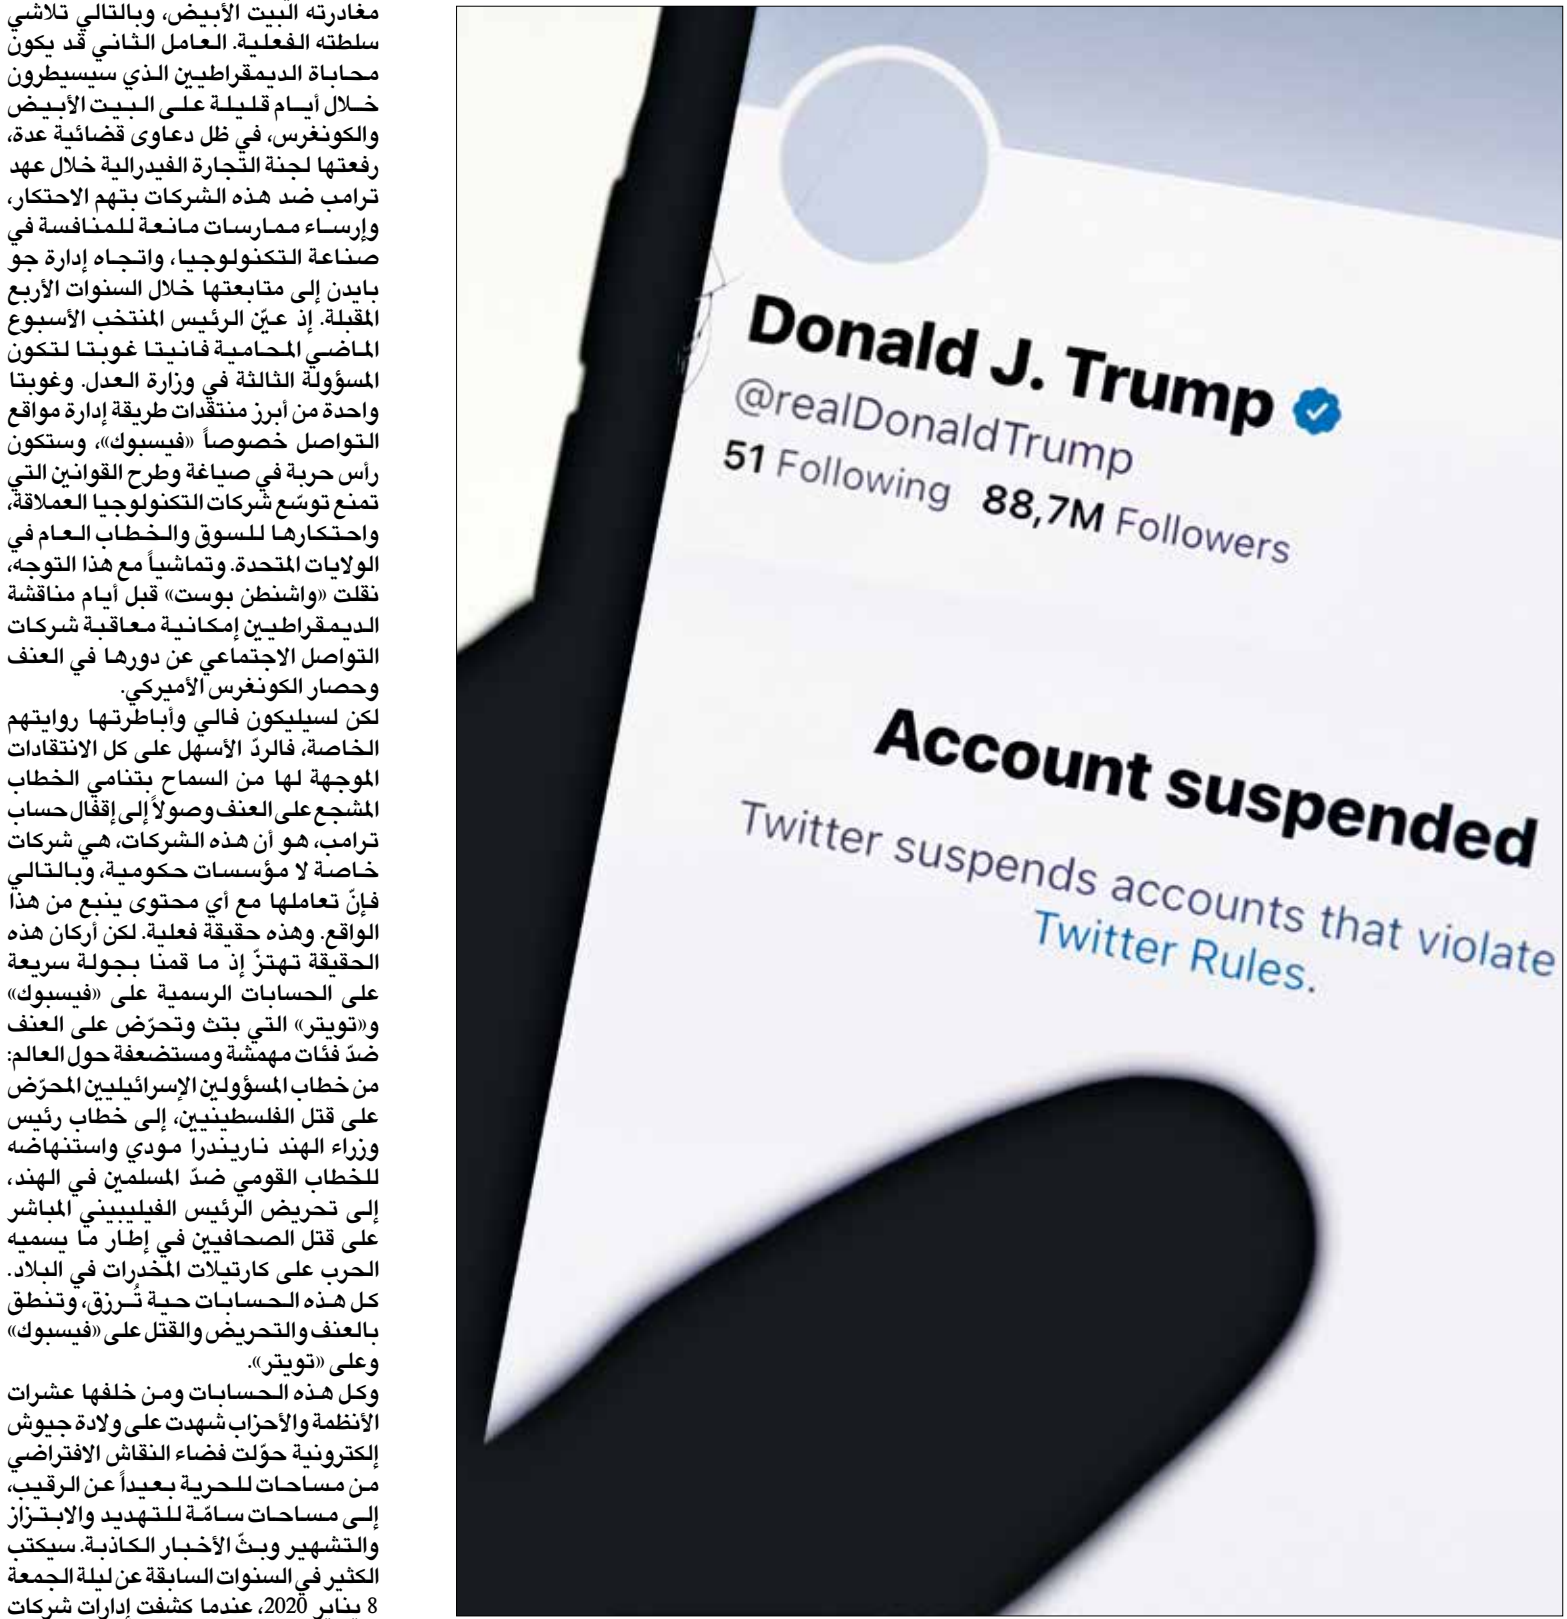 مغادرته البيت الأبيض، وبالتالي تلاشي
سلطته الفعلية. العامل الثاني قد يكون
محاباة الديمقراطيين الذي سيسيطرون
خلال أيام قليلة على البيت الأبيض
والكونغرس، في ظل دعاوى قضائية عدة،
رفعتها لجنة التجارة الفيدرالية خلال عهد
ترامب ضد هذه الشركات بتهم الاحتكار،
وإرساء ممارسات مانعة للمنافسة في
صناعة التكنولوجيا، واتجاه إدارة جو
بايدن إلى متابعتها خلال السنوات الأربع
المقبلة. إذ عيّن الرئيس المنتخب الأسبوع
الماضي المحامية فانيتا غوبتا لتكون
المسؤولة الثالثة في وزارة العدل. وغوبتا
واحدة من أبرز منتقدات طريقة إدارة مواقع
التواصل خصوصاً «فيسبوك»، وستكون
رأس حربة في صياغة وطرح القوانين التي
تمنع توسّع شركات التكنولوجيا العملاقة،
واحتكارها للسوق والخطاب العام في
الولايات المتحدة. وتماشياً مع هذا التوجه،
نقلت «واشنطن بوست» قبل أيام مناقشة
الديمقراطيين إمكانية معاقبة شركات
التواصل الاجتماعي عن دورها في العنف
وحصار الكونغرس الأميركي.
لكن لسيليكون فالي وأباطرتها روايتهم
الخاصة، فالردّ الأسهل على كل الانتقادات
الموجهة لها من السماح بتنامي الخطاب
المشجع على العنف وصولاً إلى إقفال حساب
ترامب، هو أن هذه الشركات، هي شركات
خاصة لا مؤسسات حكومية، وبالتالي
فإنّ تعاملها مع أي محتوى ينبع من هذا
الواقع. وهذه حقيقة فعلية. لكن أركان هذه
الحقيقة تهتزّ إذ ما قمنا بجولة سريعة
على الحسابات الرسمية على «فيسبوك»
و«تويتر» التي بتث وتحرّض على العنف
ضدّ فئات مهمشة ومستضعفة حول العالم:
من خطاب المسؤولين الإسرائيليين المحرّض
على قتل الفلسطينيين، إلى خطاب رئيس
وزراء الهند ناريندرا مودي واستنهاضه
للخطاب القومي ضدّ المسلمين في الهند،
إلى تحريض الرئيس الفيليبيني المباشر
على قتل الصحافيين في إطار ما يسميه
الحرب على كارتيلات المخدرات في البلاد.
كل هذه الحسابات حية تُرزق، وتنطق
بالعنف والتحريض والقتل على «فيسبوك»
وعلى «تويتر».
وكل هذه الحسابات ومن خلفها عشرات
الأنظمة والأحزاب شهدت على ولادة جيوش
إلكترونية حوّلت فضاء النقاش الافتراضي
من مساحات للحرية بعيداً عن الرقيب،
إلى مساحات سامّة للتهديد والابتزاز
والتشهير وبثّ الأخبار الكاذبة. سيكتب
الكثير في السنوات السابقة عن ليلة الجمعة
8 يناير 2020، عندما كشفت إدارات شركات
Donald J. Trump
@realDonaldTrump
51 Following 88,7M Followers
Account suspended
Twitter suspends accounts that violate
Twitter Rules.